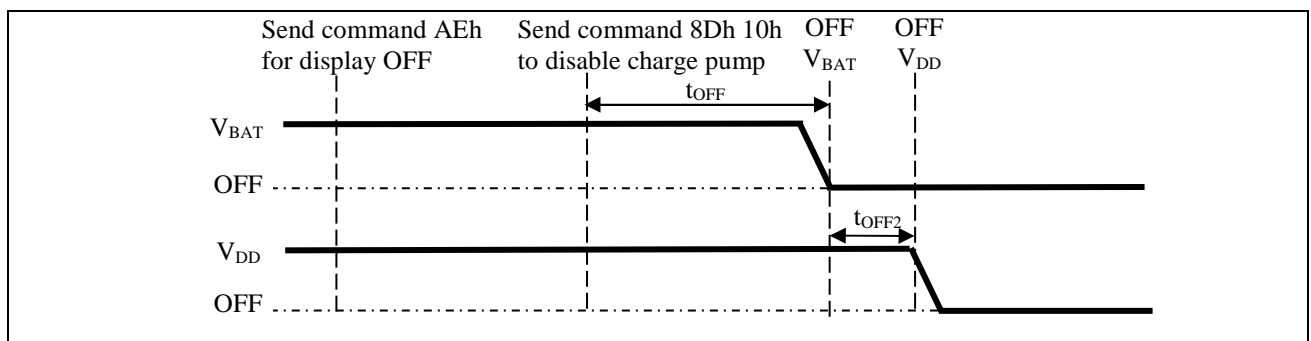 Send command AEh
for display OFF
Send command 8Dh 10h
to disable charge pump
OFF
VBAT
OFF
VDD
tOFF
VBAT
OFF
tOFF2
VDD
OFF